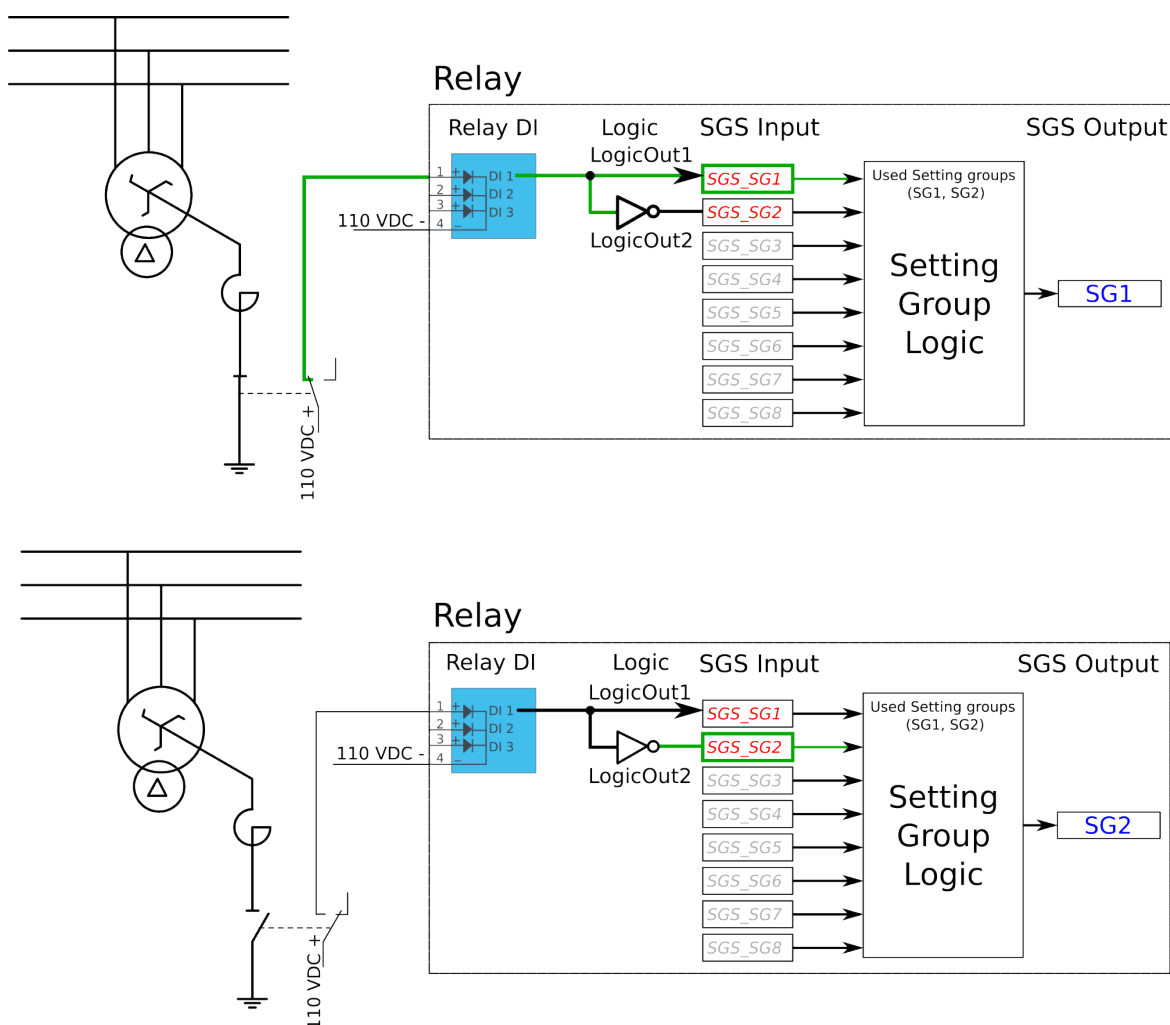 Relay
Relay DI
Logic
SGS Input
SGS Output
LogicOut1
1 + DI 1
2 + DI 2
3 + DI 3
4 –
110 VDC -
LogicOut2
SGS_SG1
SGS_SG2
SGS_SG3
SGS_SG4
SGS_SG5
SGS_SG6
SGS_SG7
SGS_SG8
Used Setting groups
(SG1, SG2)
Setting
Group
Logic
SG1
Δ
110 VDC +
Relay
Relay DI
Logic
SGS Input
SGS Output
LogicOut1
1 + DI 1
2 + DI 2
3 + DI 3
4 –
110 VDC -
LogicOut2
SGS_SG1
SGS_SG2
SGS_SG3
SGS_SG4
SGS_SG5
SGS_SG6
SGS_SG7
SGS_SG8
Used Setting groups
(SG1, SG2)
Setting
Group
Logic
SG2
Δ
110 VDC +